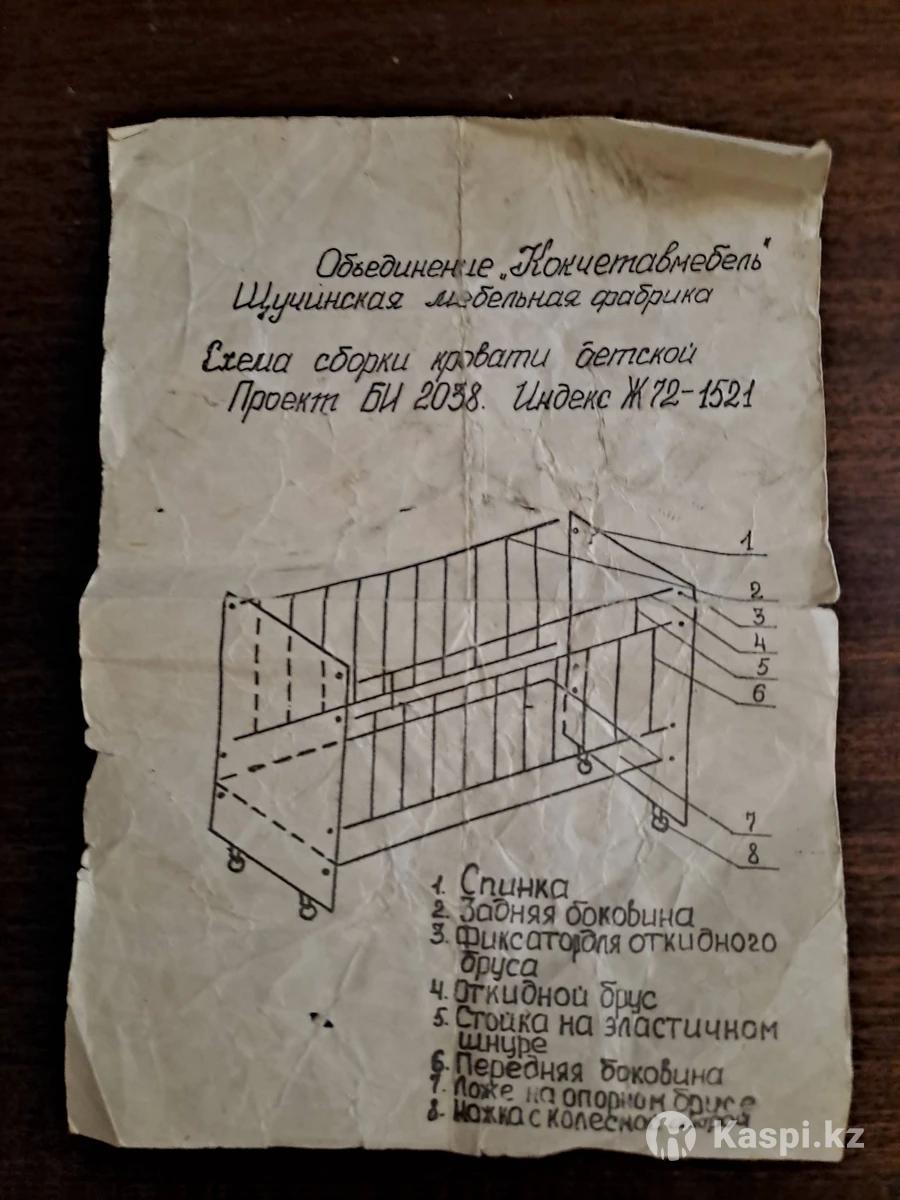 Объединение „Кокчетавмебель"
Щучинская мебельная фабрика
Схема сборки кровати детской
Проект БИ 2038. Индекс Ж72-1521
1
2
3
4
5
6
7
8
1. Спинка
2. Задняя боковина
3. Фиксатор для откидного
бруса
4. Откидной брус
5. Стойка на эластичном
шнуре
6. Передняя боковина
7. Ложе на опорном брусе
8. Ножка с колесной
Kaspi.kz